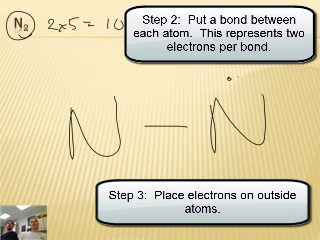 N₂ 2x5 = 10
Step 2: Put a bond between
each atom. This represents two
electrons per bond.
N — N
Step 3: Place electrons on outside
atoms.